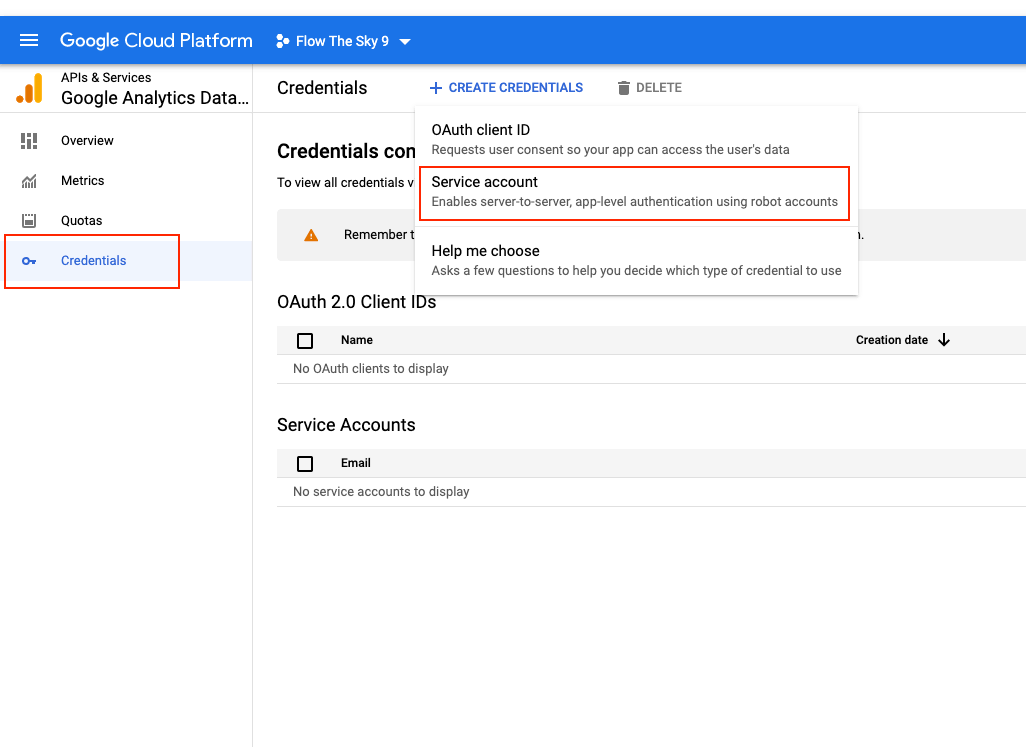 Google Cloud Platform
Flow The Sky 9
APIs & Services
Google Analytics Data...
Overview
Metrics
Quotas
Credentials
Credentials
CREATE CREDENTIALS
DELETE
OAuth client ID
Requests user consent so your app can access the user's data
Service account
Enables server-to-server, app-level authentication using robot accounts
Help me choose
Asks a few questions to help you decide which type of credential to use
Credentials com
To view all credentials v
Remember t
n.
OAuth 2.0 Client IDs
Name
Creation date
No OAuth clients to display
Service Accounts
Email
No service accounts to display